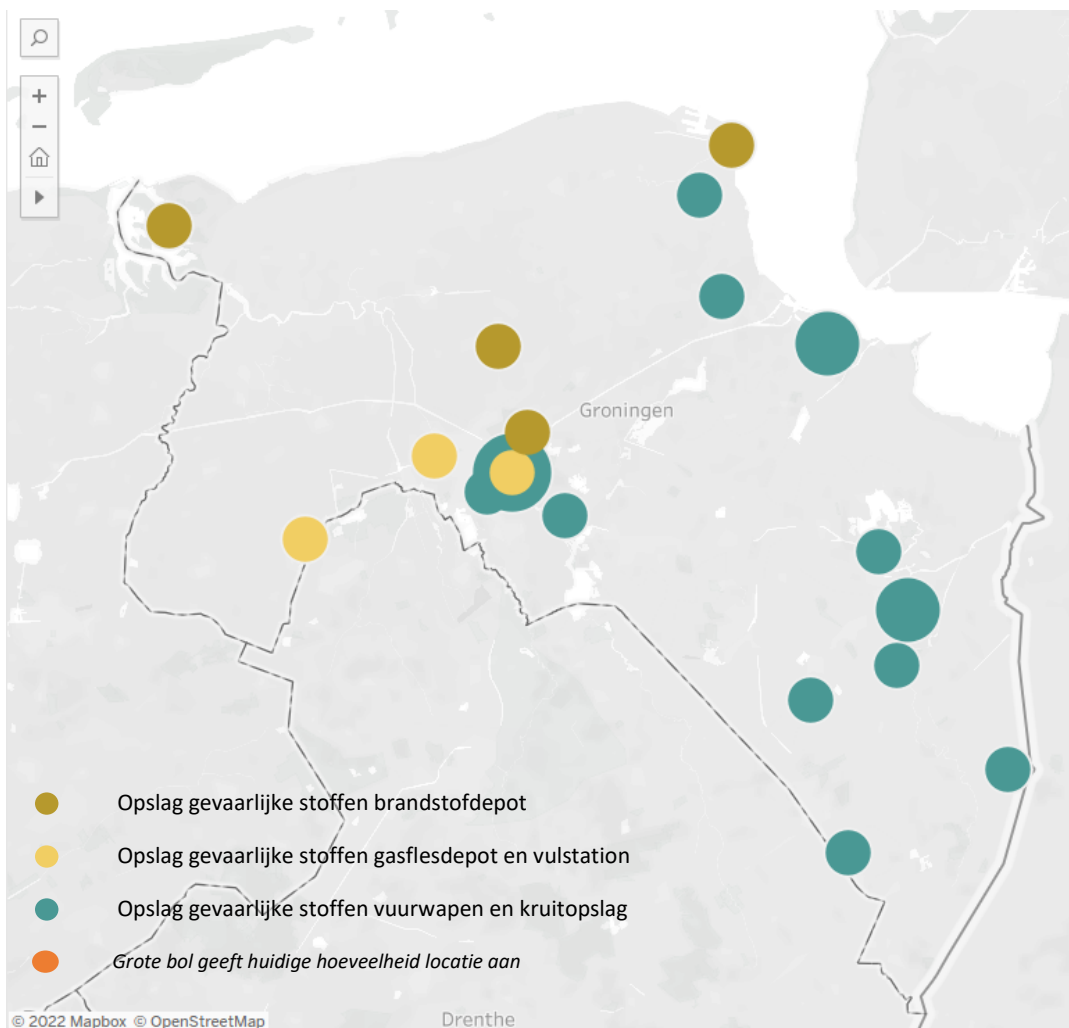 +
−
Groningen
Opslag gevaarlijke stoffen brandstofdepot
Opslag gevaarlijke stoffen gasflesdepot en vulstation
Opslag gevaarlijke stoffen vuurwapen en kruitopslag
Grote bol geeft huidige hoeveelheid locatie aan
© 2022 Mapbox © OpenStreetMap
Drenthe